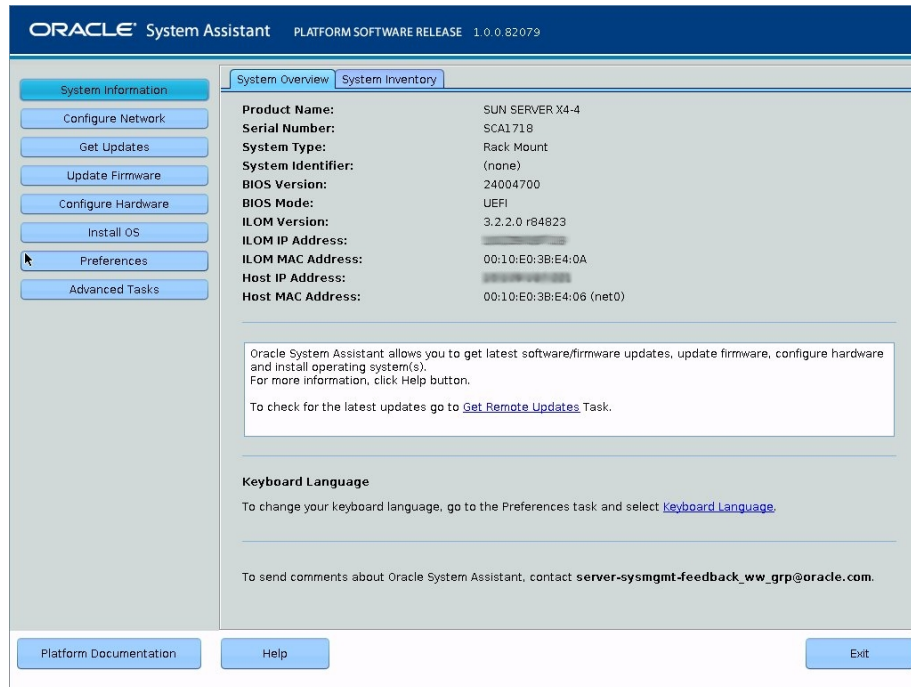 ORACLE System Assistant PLATFORM SOFTWARE RELEASE 1.0.0.82079
System Information
Configure Network
Get Updates
Update Firmware
Configure Hardware
Install OS
Preferences
Advanced Tasks
System Overview System Inventory
Product Name: SUN SERVER X4-4
Serial Number: SCA1718
System Type: Rack Mount
System Identifier: (none)
BIOS Version: 24004700
BIOS Mode: UEFI
ILOM Version: 3.2.2.0 r84823
ILOM IP Address:
ILOM MAC Address: 00:10:E0:3B:E4:0A
Host IP Address:
Host MAC Address: 00:10:E0:3B:E4:06 (net0)
Oracle System Assistant allows you to get latest software/firmware updates, update firmware, configure hardware
and install operating system(s).
For more information, click Help button.
To check for the latest updates go to Get Remote Updates Task.
Keyboard Language
To change your keyboard language, go to the Preferences task and select Keyboard Language.
To send comments about Oracle System Assistant, contact server-sysmgmt-feedback_ww_grp@oracle.com.
Platform Documentation Help Exit